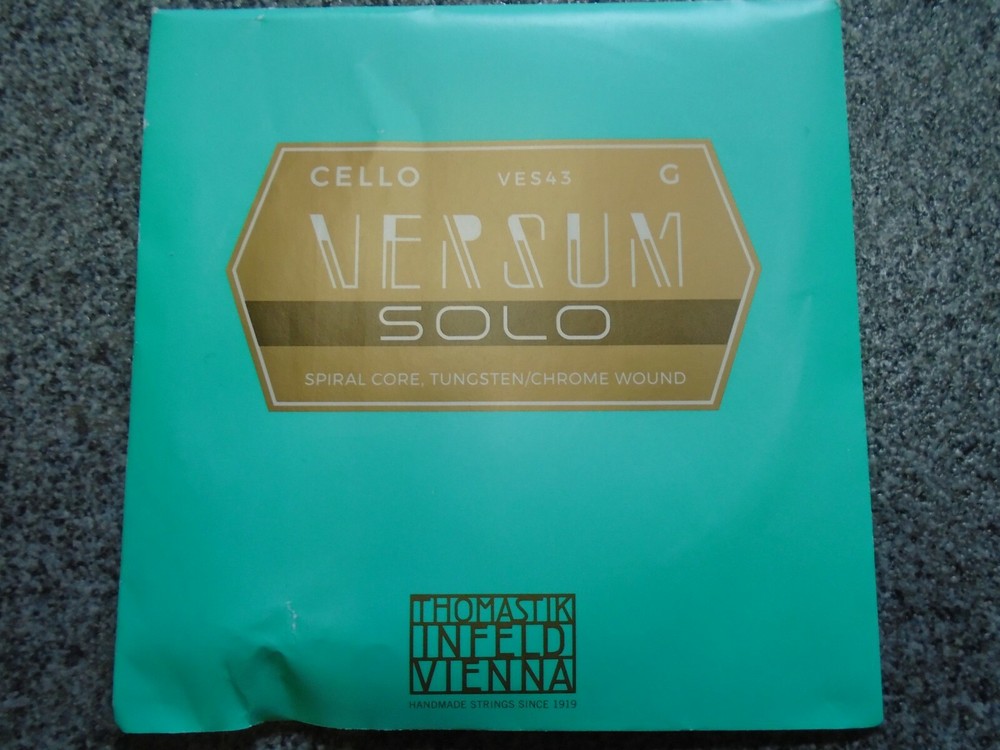 CELLO VES43 G
VERSUM
SOLO
SPIRAL CORE, TUNGSTEN/CHROME WOUND
THOMASTIK
INFELD
VIENNA
HANDMADE STRINGS SINCE 1919